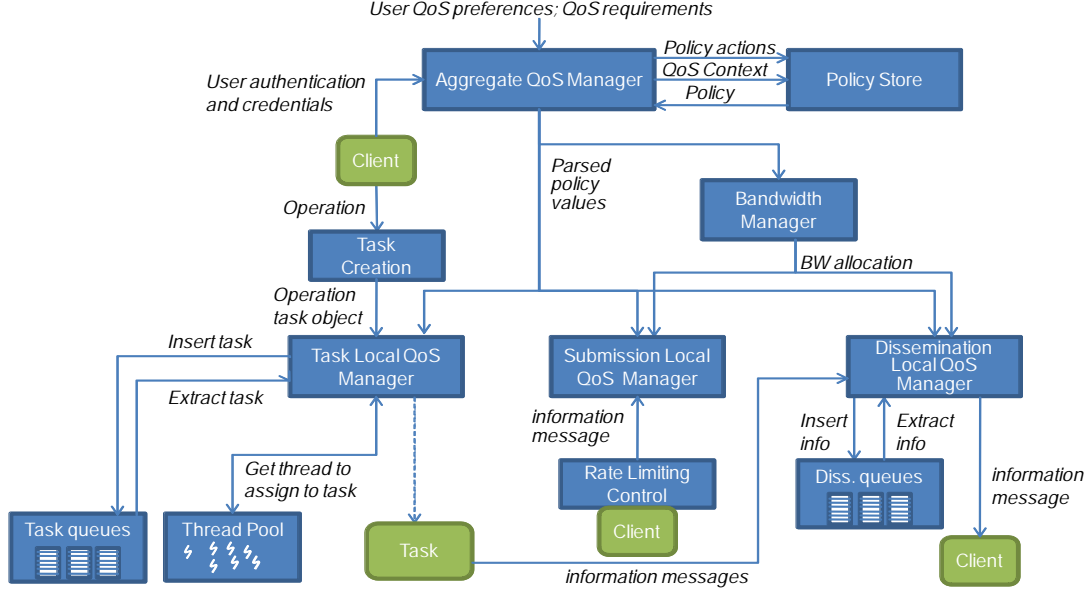 User QoS preferences; QoS requirements
Policy actions
User authentication
and credentials
Aggregate QoS Manager
QoS Context
Policy
Policy Store
Client
Parsed
policy
values
Bandwidth
Manager
Operation
Task
Creation
BW allocation
Operation
task object
Insert task
Extract task
Task Local QoS
Manager
Submission Local
QoS Manager
Dissemination
Local QoS
Manager
information
message
Insert
info
Extract
info
Get thread to
assign to task
Rate Limiting
Control
Diss. queues
information
message
Task queues
Thread Pool
Task
Client
Client
information messages